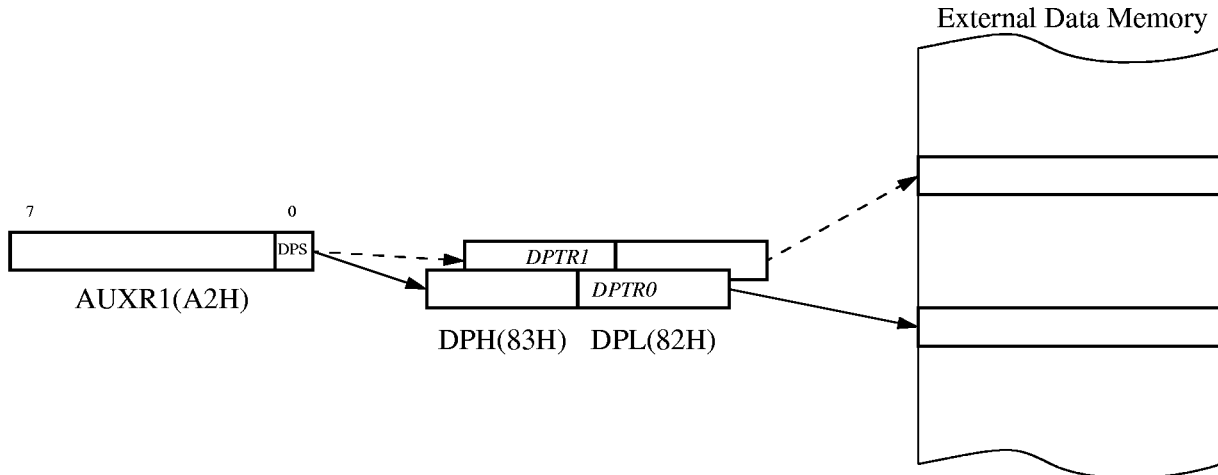 External Data Memory
7 0
DPS
DPTR1
DPTR0
AUXR1(A2H)
DPH(83H) DPL(82H)